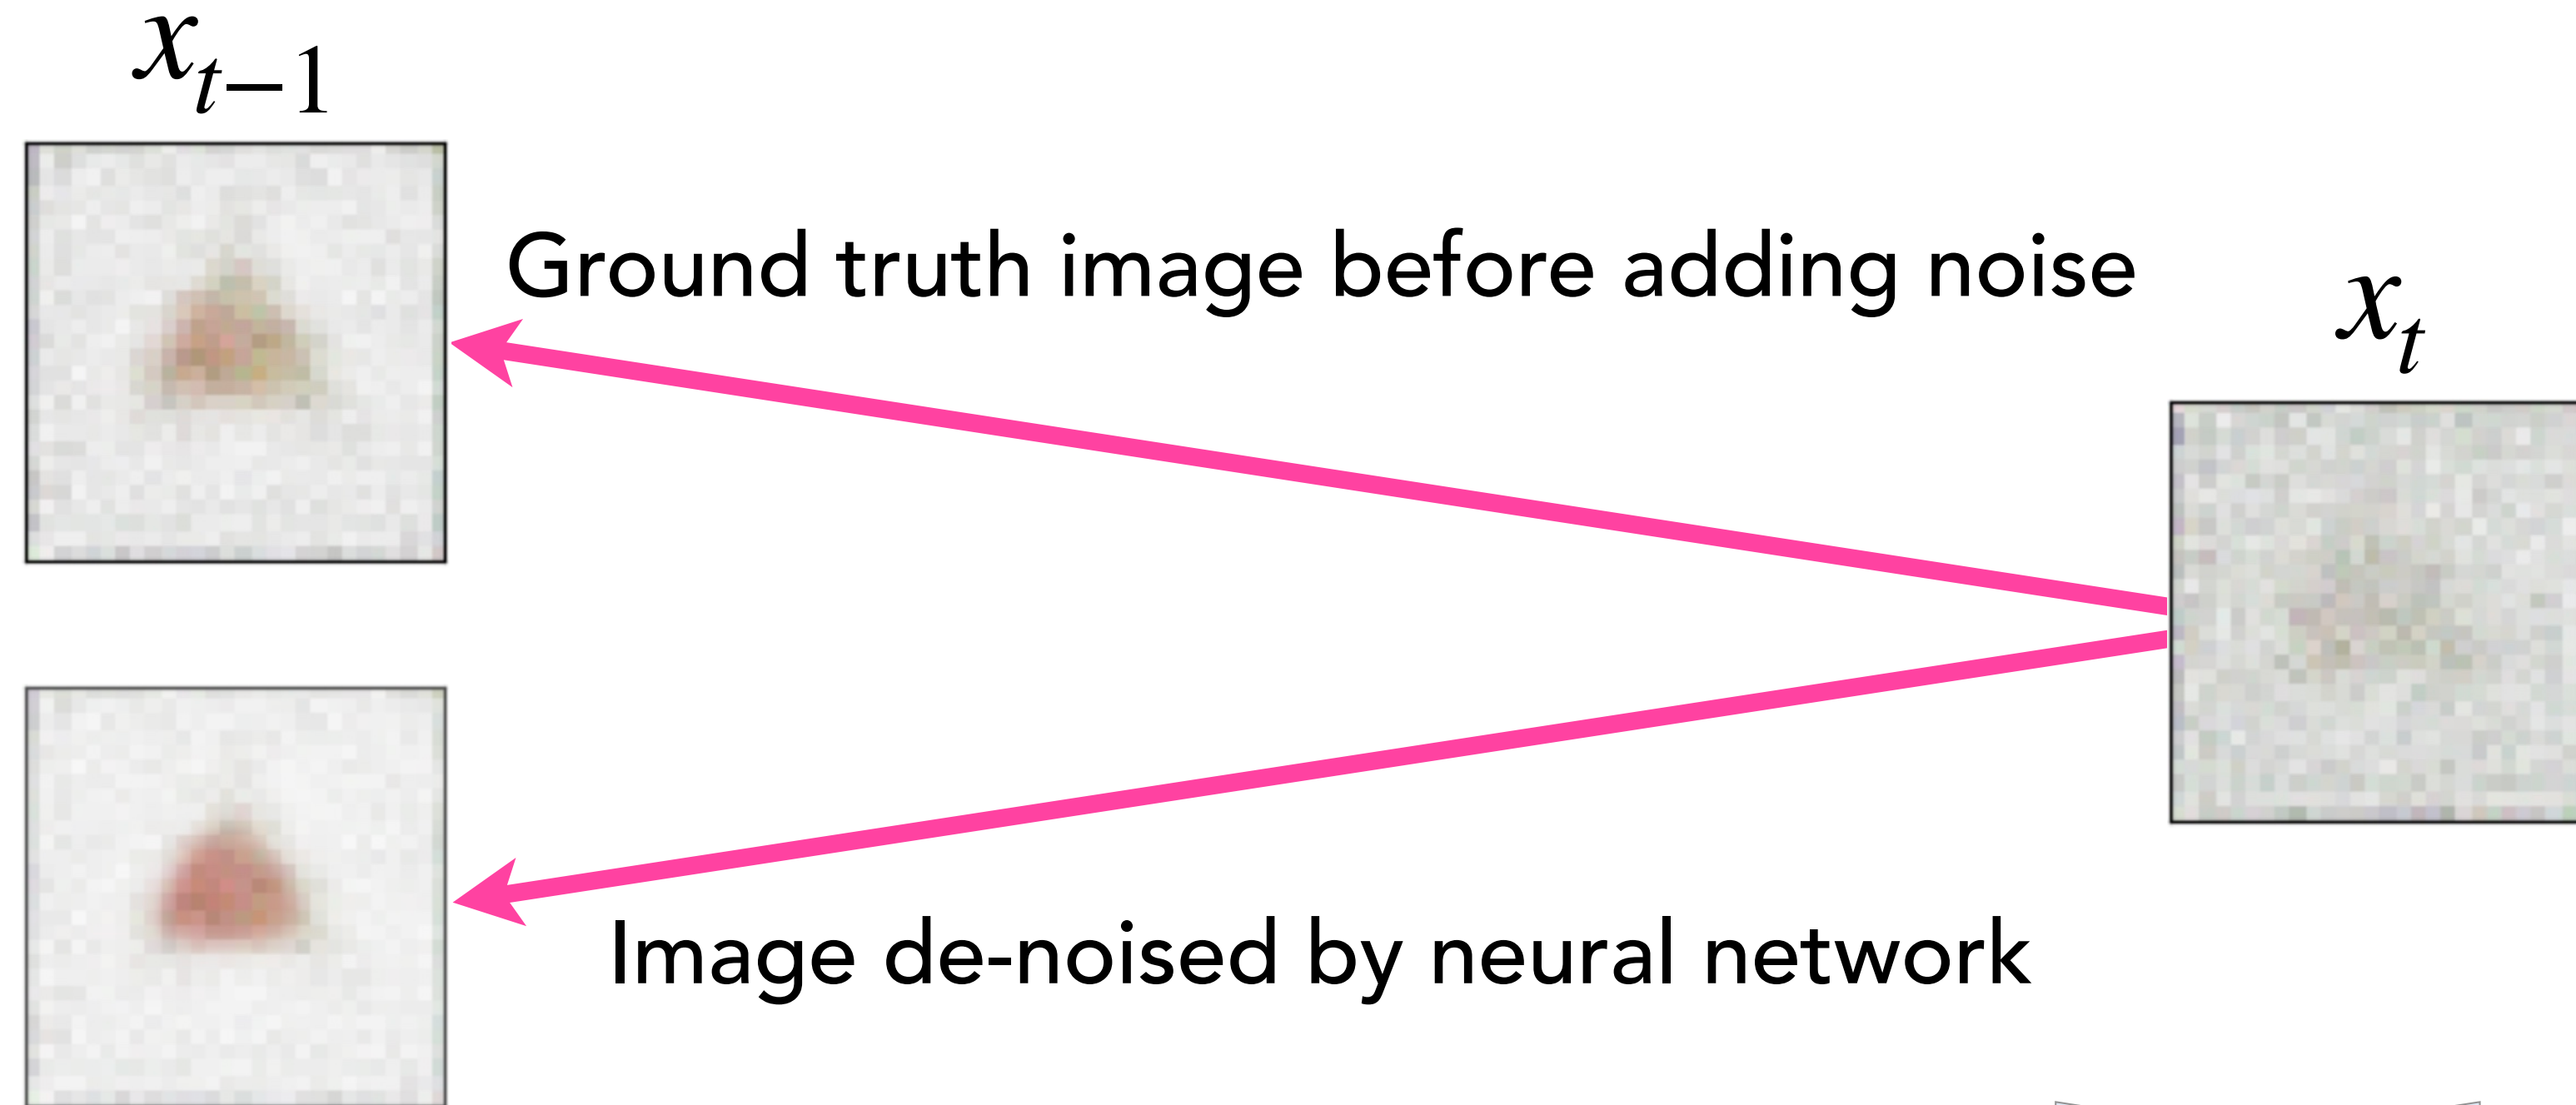 x_{t−1}
Ground truth image before adding noise
x_t
Image de-noised by neural network